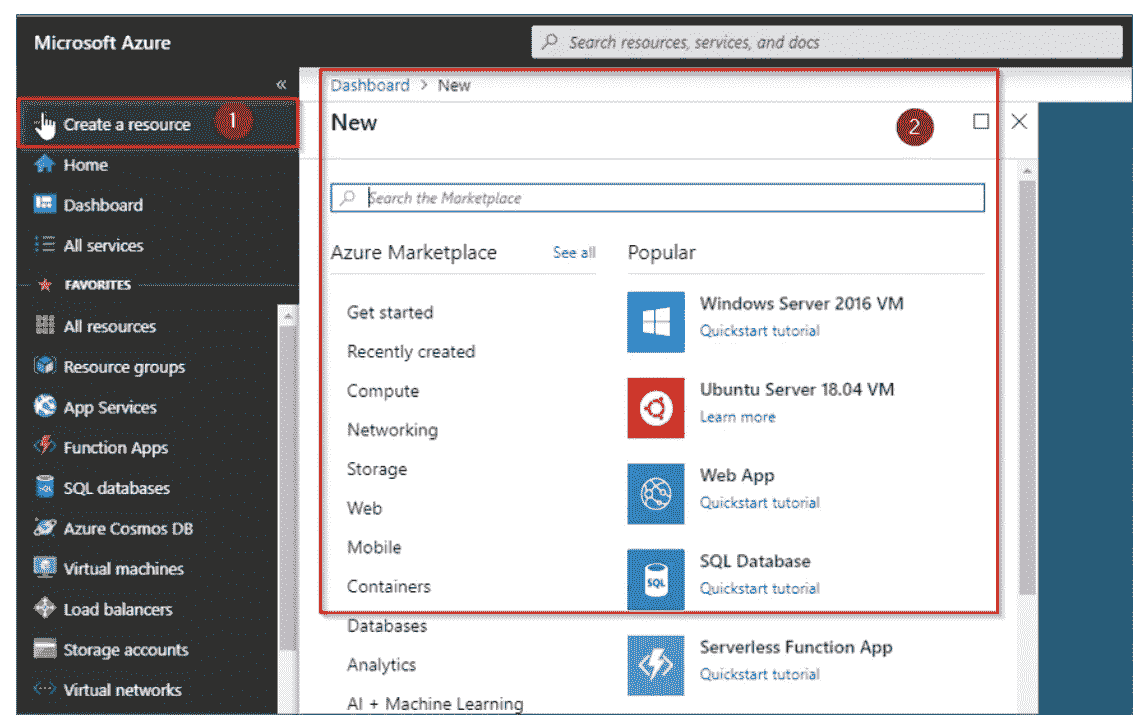 Microsoft Azure
Search resources, services, and docs
«
Create a resource
1
Home
Dashboard
All services
FAVORITES
All resources
Resource groups
App Services
Function Apps
SQL databases
Azure Cosmos DB
Virtual machines
Load balancers
Storage accounts
Virtual networks
Dashboard > New
New
2
Search the Marketplace
Azure Marketplace
See all
Get started
Recently created
Compute
Networking
Storage
Web
Mobile
Containers
Databases
Analytics
AI + Machine Learning
Popular
Windows Server 2016 VM
Quickstart tutorial
Ubuntu Server 18.04 VM
Learn more
Web App
Quickstart tutorial
SQL
SQL Database
Quickstart tutorial
Serverless Function App
Quickstart tutorial